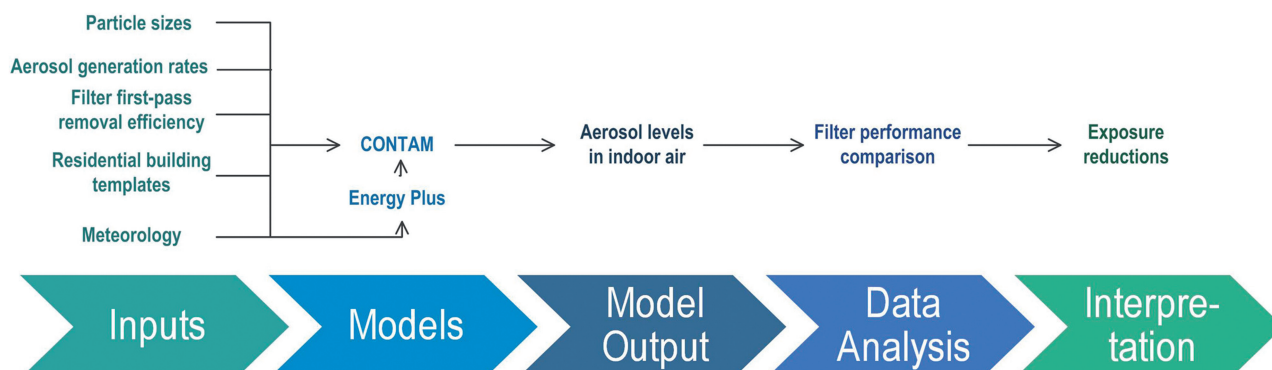 Particle sizes
Aerosol generation rates
Filter first-pass
removal efficiency
Residential building
templates
Meteorology
CONTAM
Energy Plus
Aerosol levels
in indoor air
Filter performance
comparison
Exposure
reductions
Inputs
Models
Model
Output
Data
Analysis
Interpre-
tation